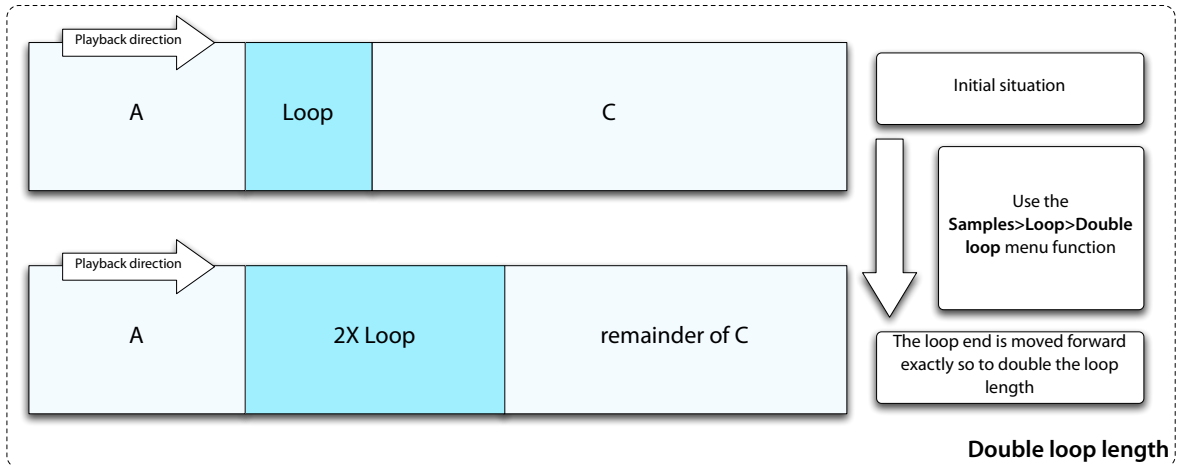 Playback direction
A
Loop
C
Initial situation
Use the
Samples>Loop>Double
loop menu function
Playback direction
A
2X Loop
remainder of C
The loop end is moved forward
exactly so to double the loop
length
Double loop length